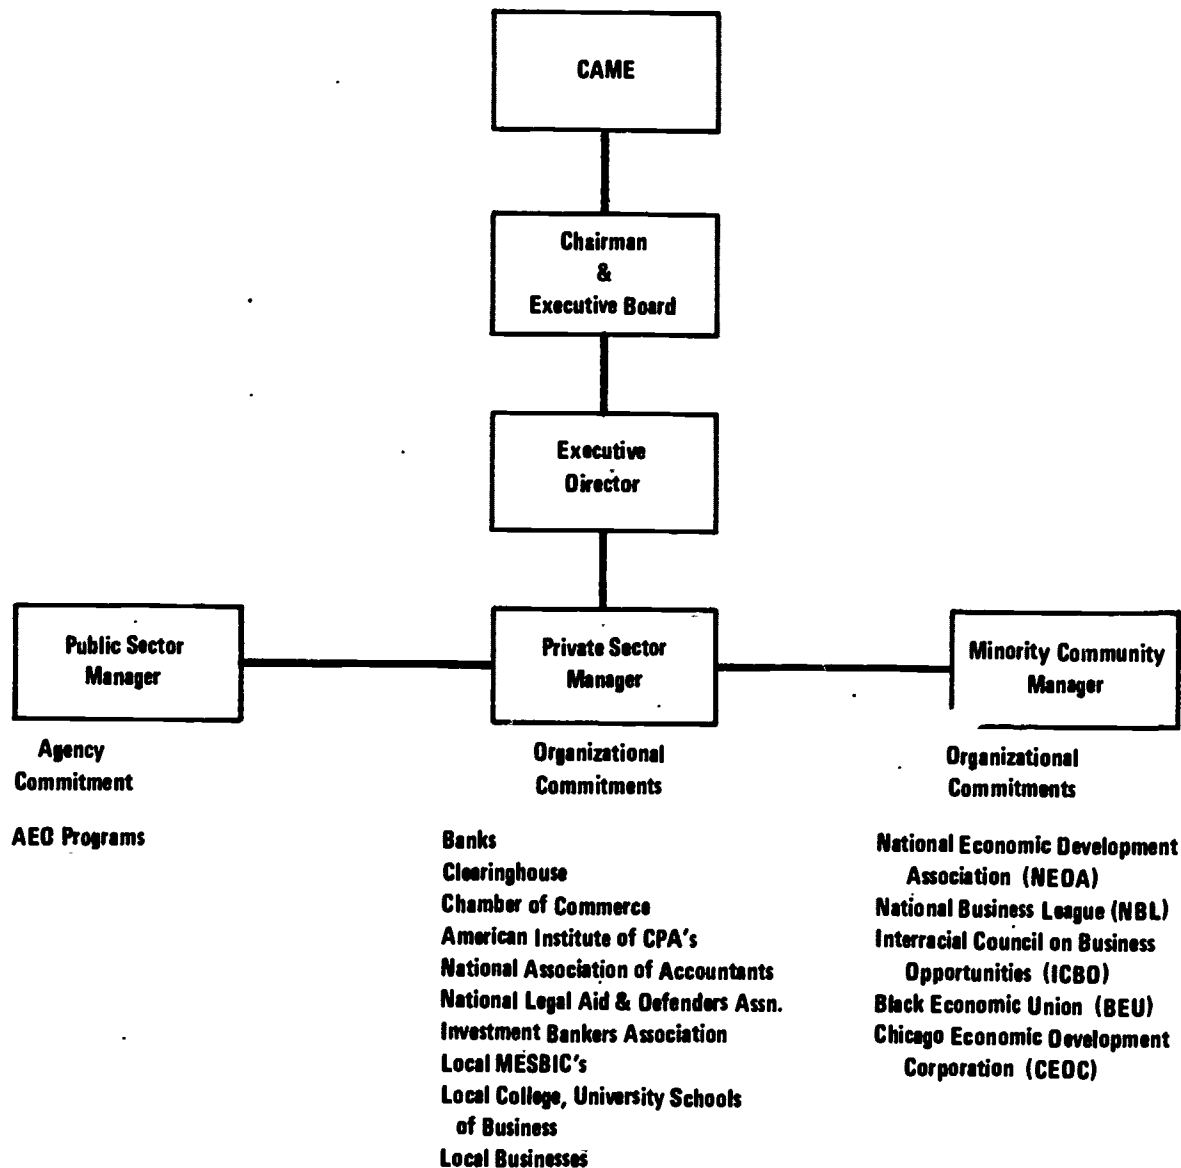 CAME
Chairman
&
Executive Board
Executive
Director
Public Sector
Manager
Private Sector
Manager
Minority Community
Manager
Agency
Commitment
AEO Programs
Organizational
Commitments
Banks
Clearinghouse
Chamber of Commerce
American Institute of CPA's
National Association of Accountants
National Legal Aid & Defenders Assn.
Investment Bankers Association
Local MESBIC's
Local College, University Schools
of Business
Local Businesses
Organizational
Commitments
National Economic Development
Association (NEDA)
National Business League (NBL)
Interracial Council on Business
Opportunities (ICBO)
Black Economic Union (BEU)
Chicago Economic Development
Corporation (CEDC)